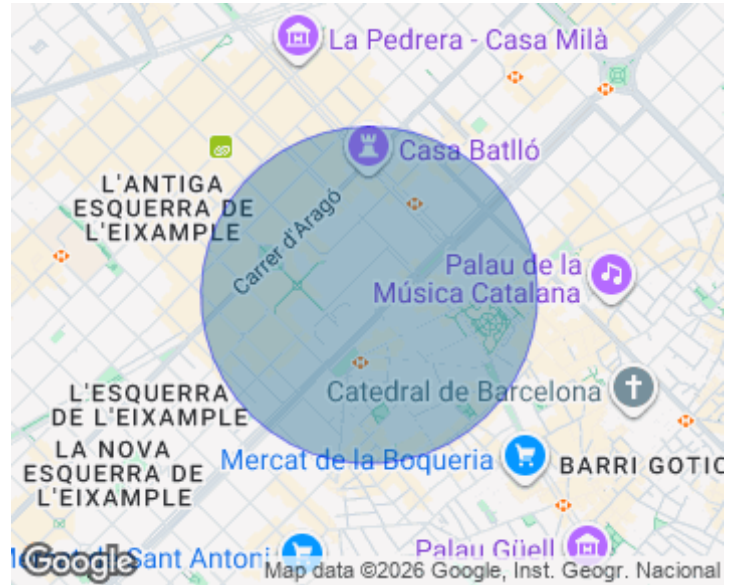 La Pedrera - Casa Milà
Casa Batlló
L'ANTIGA
ESQUERRA DE
L'EIXAMPLE
Carrer d'Aragó
Palau de la
Música Catalana
L'ESQUERRA
DE L'EIXAMPLE
Catedral de Barcelona
LA NOVA
ESQUERRA DE
L'EIXAMPLE
Mercat de la Boqueria
BARRI GOTIC
Sant Antoni
Palau Güell
Google
Map data ©2026 Google, Inst. Geogr. Nacional